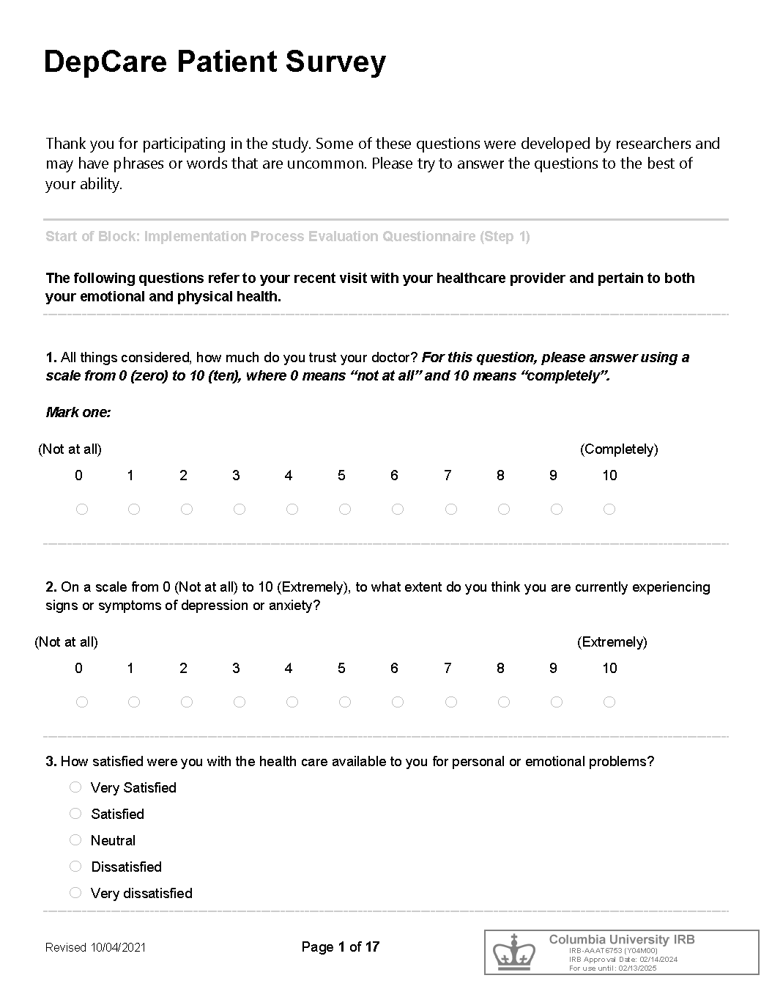 DepCare Patient Survey
Thank you for participating in the study. Some of these questions were developed by researchers and
may have phrases or words that are uncommon. Please try to answer the questions to the best of
your ability.
Start of Block: Implementation Process Evaluation Questionnaire (Step 1)
The following questions refer to your recent visit with your healthcare provider and pertain to both
your emotional and physical health.
1. All things considered, how much do you trust your doctor? For this question, please answer using a
scale from 0 (zero) to 10 (ten), where 0 means “not at all” and 10 means “completely”.
Mark one:
(Not at all) (Completely)
0 1 2 3 4 5 6 7 8 9 10
2. On a scale from 0 (Not at all) to 10 (Extremely), to what extent do you think you are currently experiencing
signs or symptoms of depression or anxiety?
(Not at all) (Extremely)
0 1 2 3 4 5 6 7 8 9 10
3. How satisfied were you with the health care available to you for personal or emotional problems?
Very Satisfied
Satisfied
Neutral
Dissatisfied
Very dissatisfied
Revised 10/04/2021 Page 1 of 17
Columbia University IRB
IRB-AAAT6753 (Y04M00)
IRB Approval Date: 02/14/2024
For use until: 02/13/2025